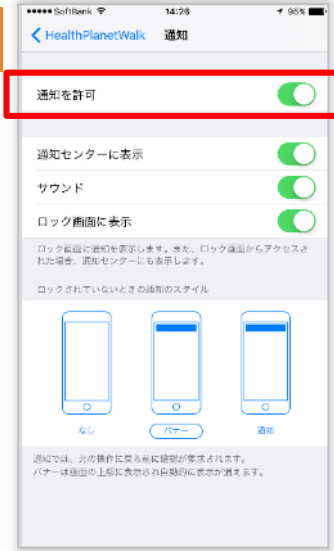 SoftBank 14:26 96%
HealthPlanetWalk 通知
通知を許可
通知センターに表示
サウンド
ロック画面に表示
ロック画面に通知を表示します。また、ロック画面からアクセスさ
れた場合、通知センターにも表示します。
ロックされていないときの通知のスタイル
なし バナー 通知
通知では、元の操作に戻る前に確認が要求されます。
バナーは画面の上部に表示され自動的に表示が消えます。